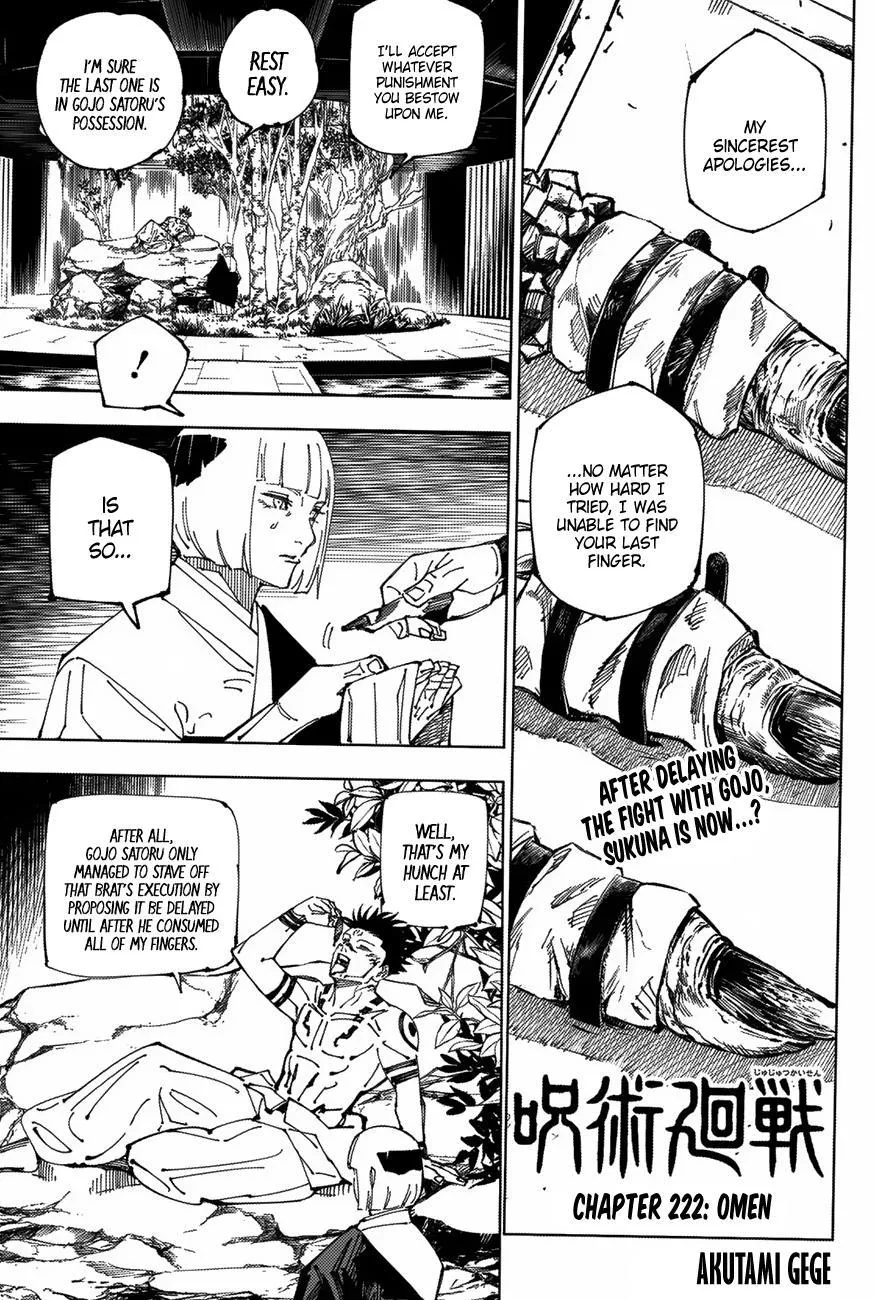 MY
SINCEREST
APOLOGIES...
...NO MATTER
HOW HARD I
TRIED, I WAS
UNABLE TO FIND
YOUR LAST
FINGER.
AFTER DELAYING
THE FIGHT WITH GOJO,
SUKUNA IS NOW...?
じゅじゅつかいせん
呪術廻戦
CHAPTER 222: OMEN
AKUTAMI GEGE
I'LL ACCEPT
WHATEVER
PUNISHMENT
YOU BESTOW
UPON ME.
REST
EASY.
I'M SURE
THE LAST ONE IS
IN GOJO SATORU'S
POSSESSION.
!
IS
THAT
SO...
WELL,
THAT'S MY
HUNCH AT
LEAST.
AFTER ALL,
GOJO SATORU ONLY
MANAGED TO STAVE OFF
THAT BRAT'S EXECUTION BY
PROPOSING IT BE DELAYED
UNTIL AFTER HE CONSUMED
ALL OF MY FINGERS.